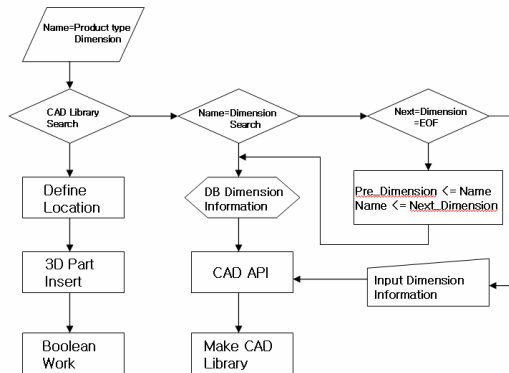 Name=Product type
Dimension
CAD Library
Search
Name=Dimension
Search
Next=Dimension
=EOF
Define
Location
DB Dimension
Information
Pre_Dimension <= Name
Name <= Next_Dimension
3D Part
Insert
CAD API
Input Dimension
Information
Boolean
Work
Make CAD
Library